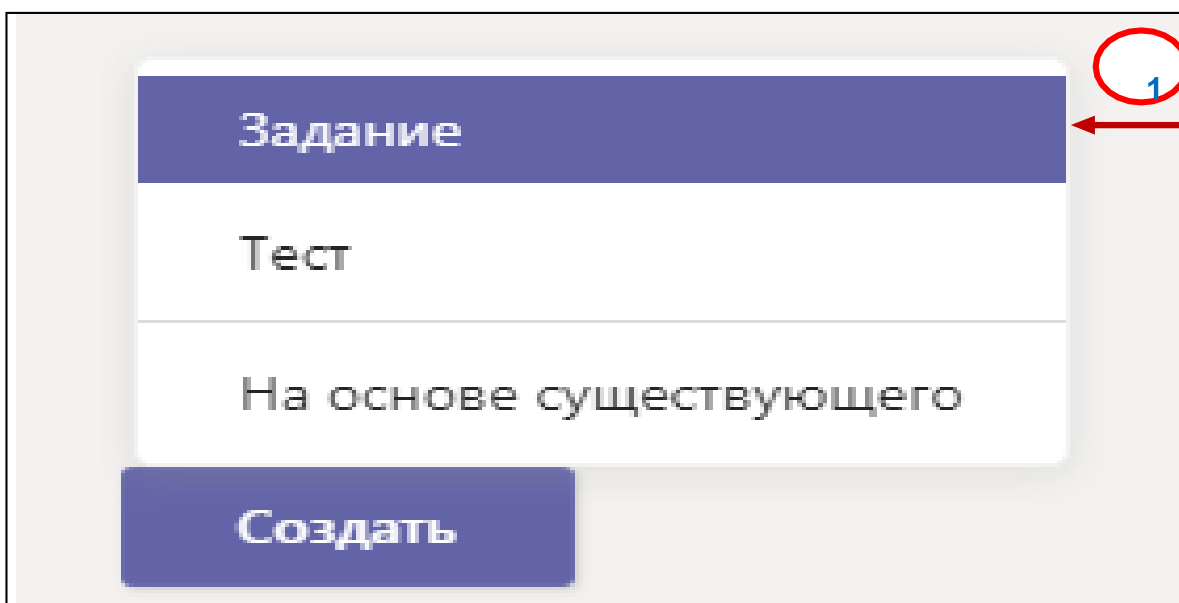 1
Задание
Тест
На основе существующего
Создать